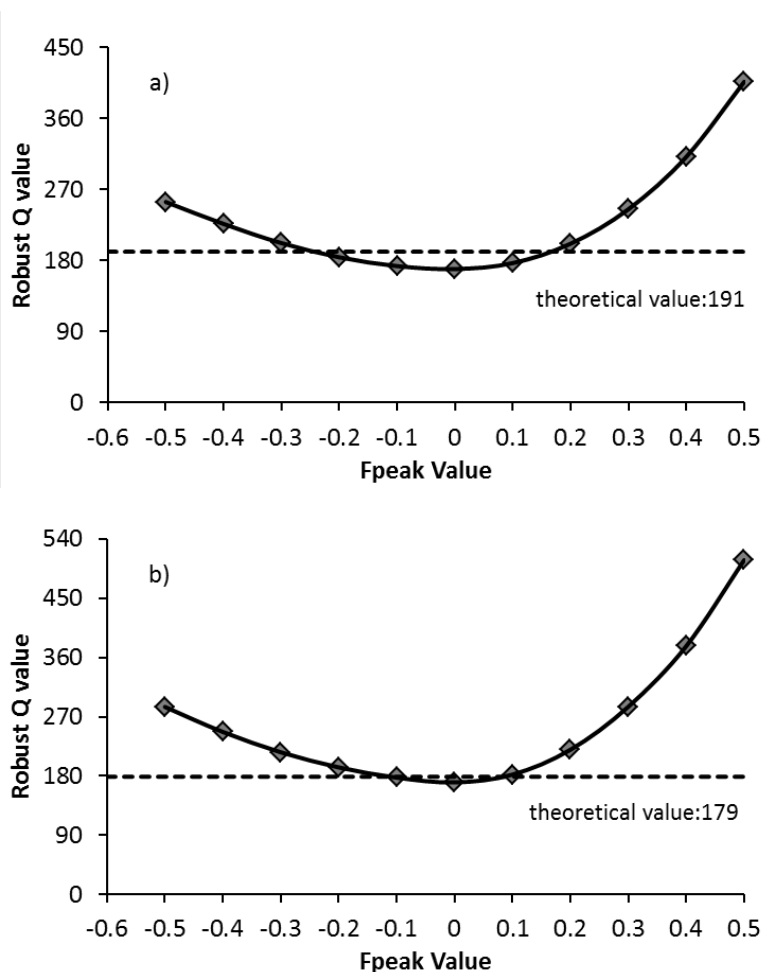 450
a)
360
270
180
90
0
Robust Q value
theoretical value:191
-0.6 -0.5 -0.4 -0.3 -0.2 -0.1 0 0.1 0.2 0.3 0.4 0.5
Fpeak Value
540
b)
450
360
270
180
90
0
Robust Q value
theoretical value:179
-0.6 -0.5 -0.4 -0.3 -0.2 -0.1 0 0.1 0.2 0.3 0.4 0.5
Fpeak Value